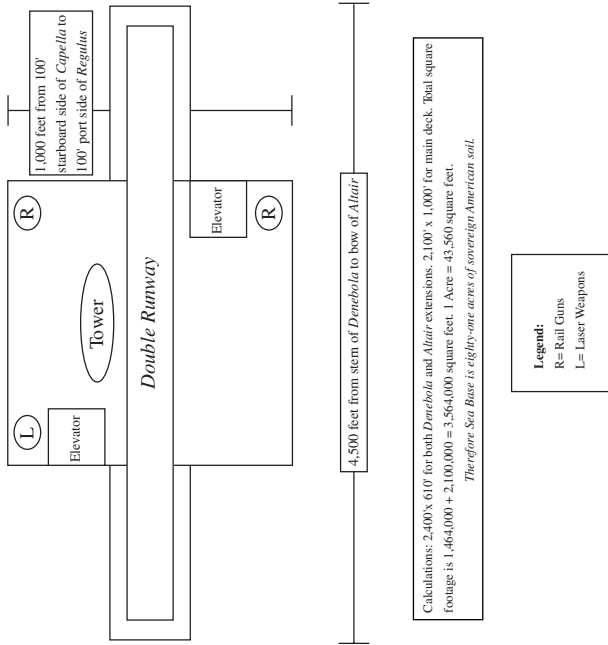 1,000 feet from 100'
starboard side of Capella to
100' port side of Regulus
L
R
Elevator
Tower
Double Runway
Elevator
R
4,500 feet from stem of Denebola to bow of Altair
Calculations: 2,400'x 610' for both Denebola and Altair extensions. 2,100' x 1,000' for main deck. Total square
footage is 1,464,000 + 2,100,000 = 3,564,000 square feet. 1 Acre = 43,560 square feet.
Therefore Sea Base is eighty-one acres of sovereign American soil.
Legend:
R= Rail Guns
L= Laser Weapons